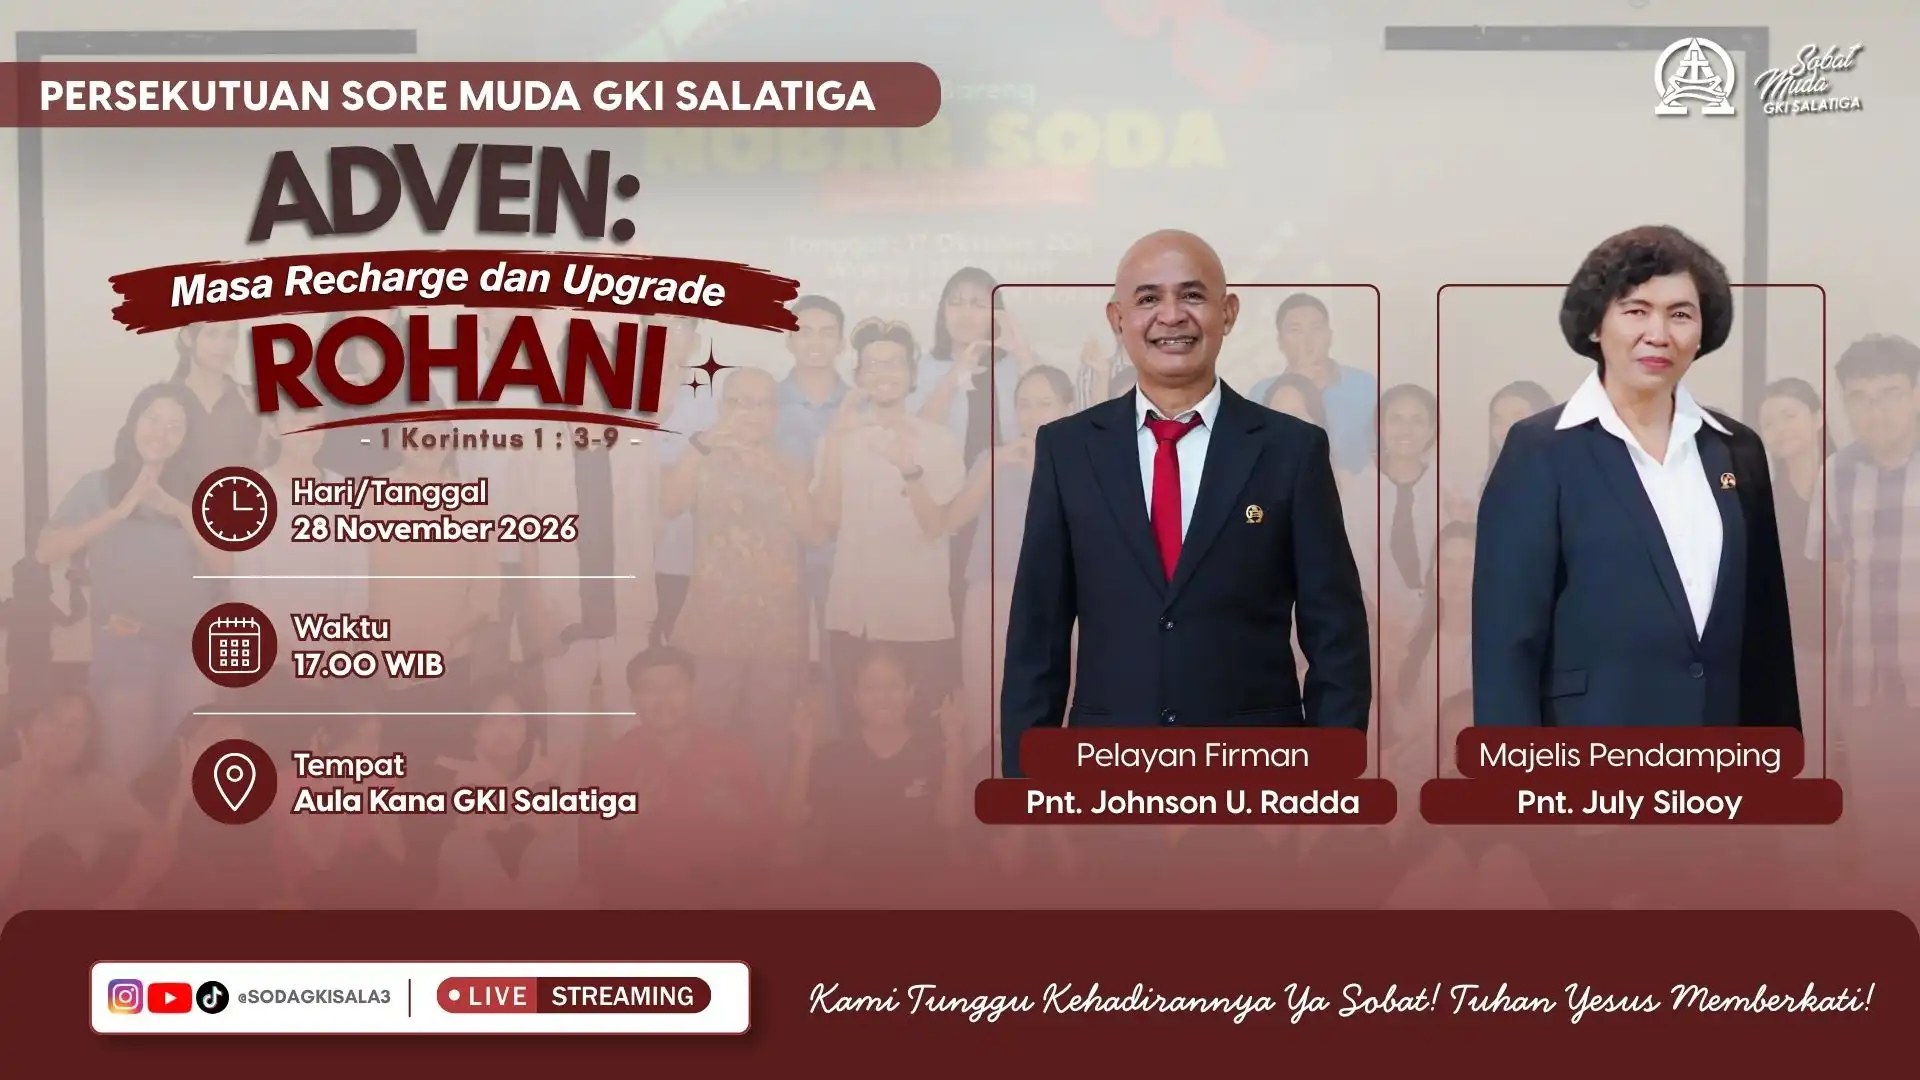 PERSEKUTUAN SORE MUDA GKI SALATIGA
Sobat
Muda
GKI SALATIGA
Bareng
NOBAR SODA
ADVEN:
Masa Recharge dan Upgrade
ROHANI
- 1 Korintus 1 : 3-9 -
Hari/Tanggal
28 November 2026
Waktu
17.00 WIB
Tempat
Aula Kana GKI Salatiga
Pelayan Firman
Pnt. Johnson U. Radda
Majelis Pendamping
Pnt. July Silooy
@SODAGKISALA3
LIVE STREAMING
Kami Tunggu Kehadirannya Ya Sobat! Tuhan Yesus Memberkati!